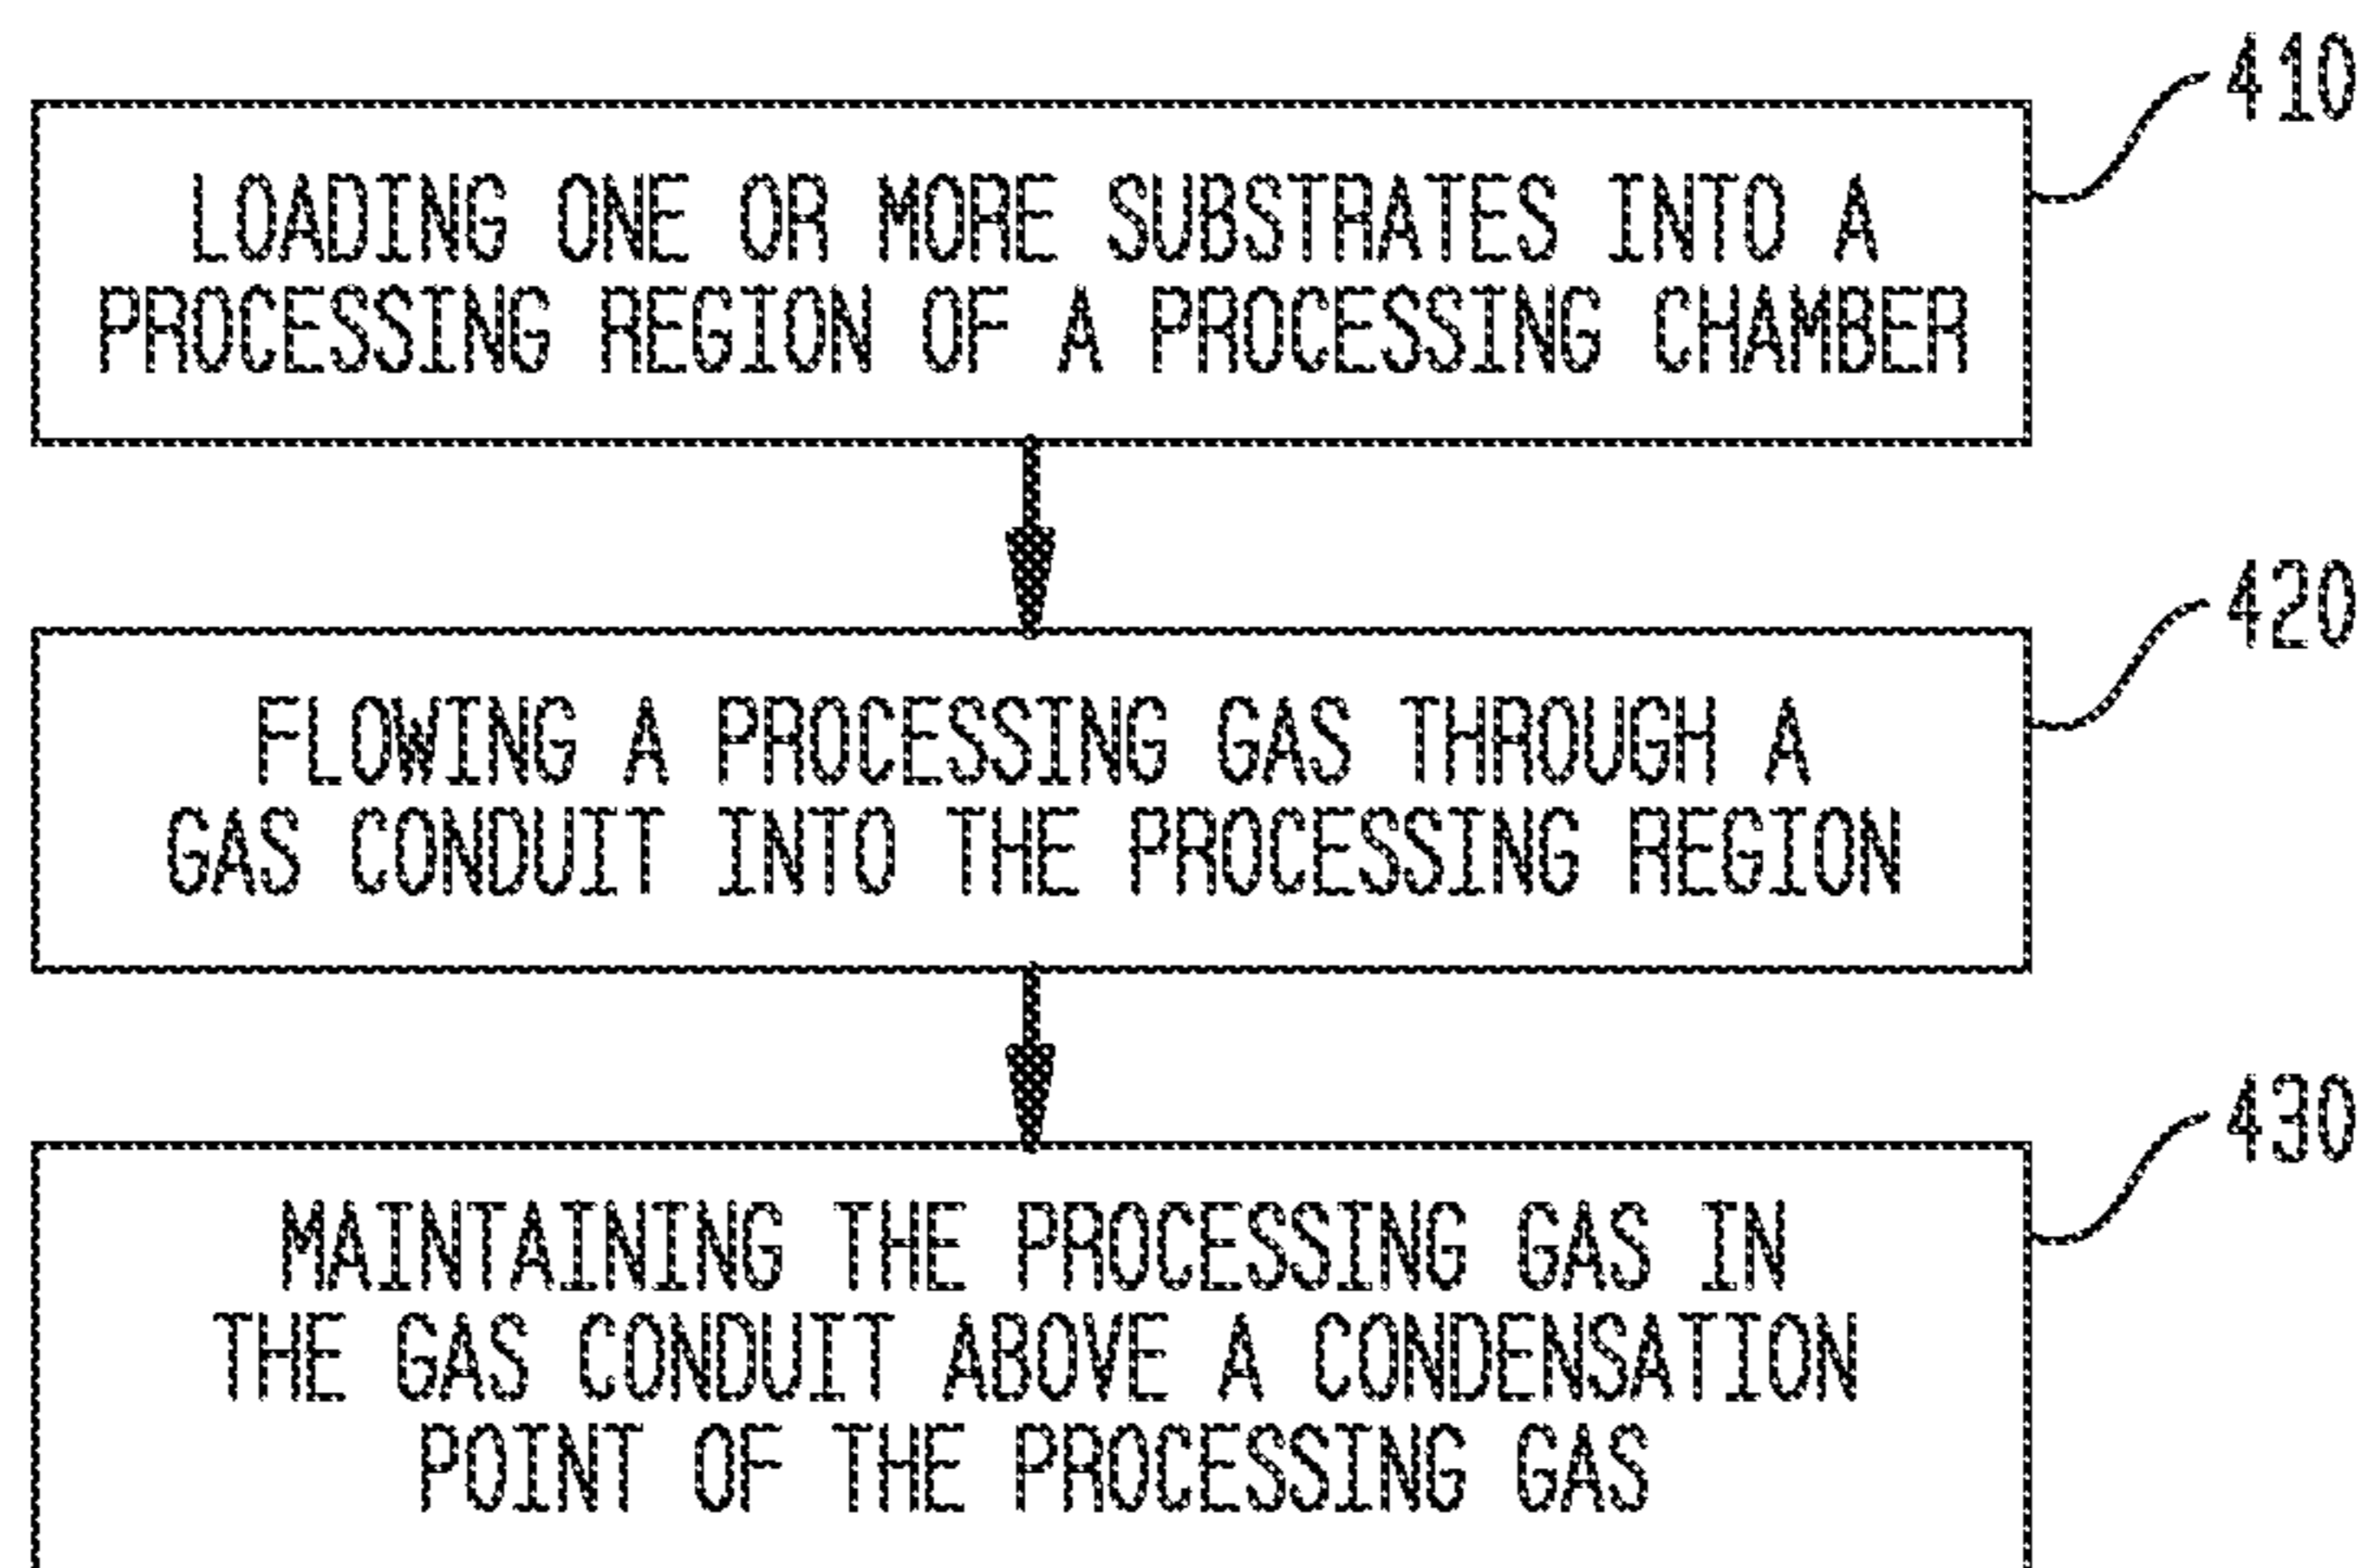 410
LOADING ONE OR MORE SUBSTRATES INTO A
PROCESSING REGION OF A PROCESSING CHAMBER
420
FLOWING A PROCESSING GAS THROUGH A
GAS CONDUIT INTO THE PROCESSING REGION
430
MAINTAINING THE PROCESSING GAS IN
THE GAS CONDUIT ABOVE A CONDENSATION
POINT OF THE PROCESSING GAS